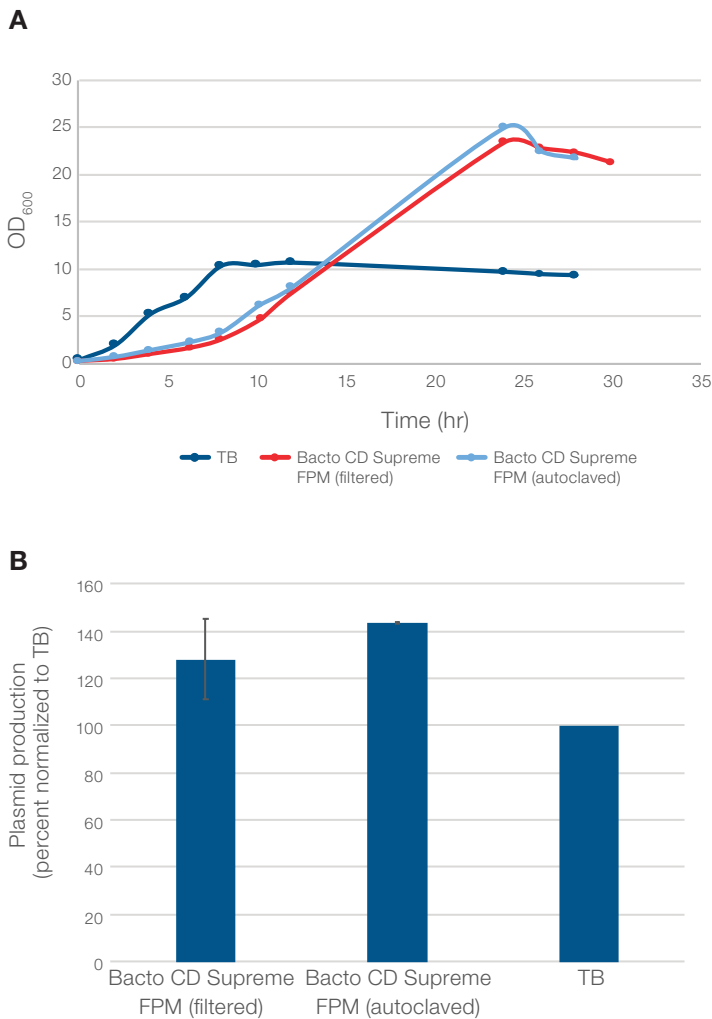 A
30
25
20
15
10
5
0
OD600
0 5 10 15 20 25 30 35
Time (hr)
TB
Bacto CD Supreme
FPM (filtered)
Bacto CD Supreme
FPM (autoclaved)
B
160
140
120
100
80
60
40
20
0
Plasmid production
(percent normalized to TB)
Bacto CD Supreme
FPM (filtered)
Bacto CD Supreme
FPM (autoclaved)
TB